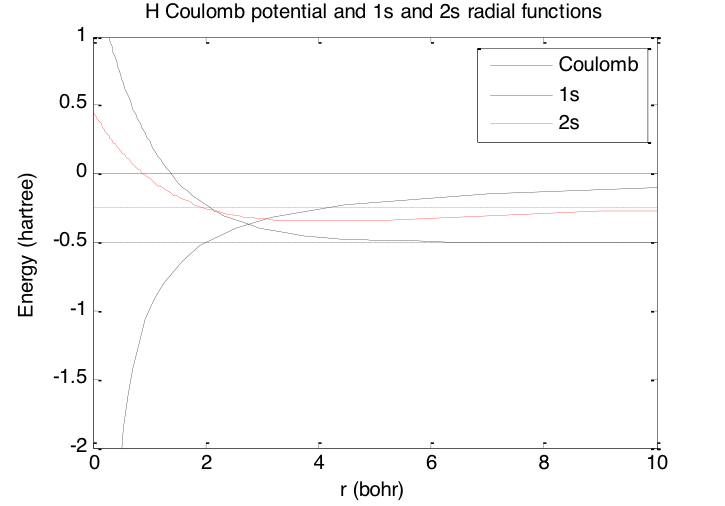 H Coulomb potential and 1s and 2s radial functions
1
Coulomb
1s
2s
0.5
0
-0.5
-1
-1.5
-2
Energy (hartree)
0 2 4 6 8 10
r (bohr)